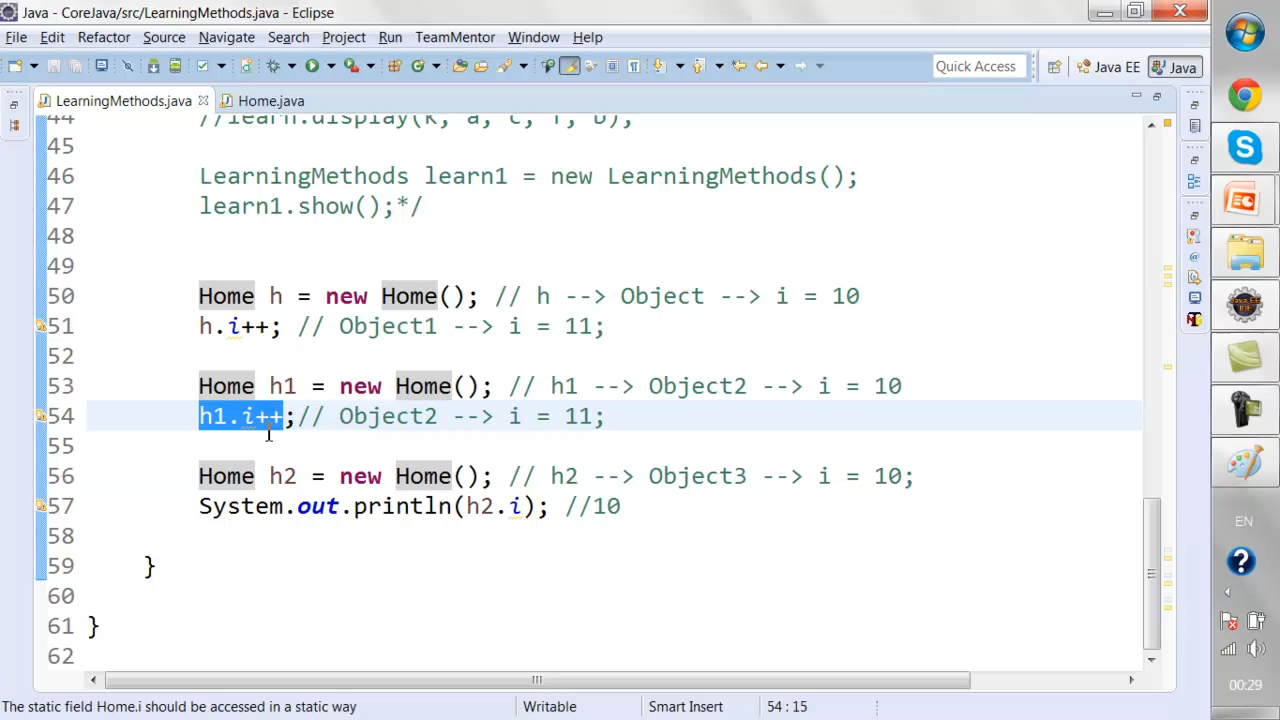 Java - CoreJava/src/LearningMethods.java - Eclipse
File Edit Refactor Source Navigate Search Project Run TeamMentor Window Help
Quick Access
Java EE
Java
LearningMethods.java
Home.java
44 //learn.display(k, a, c, f, b);
45
46 LearningMethods learn1 = new LearningMethods();
47 learn1.show();*/
48
49
50 Home h = new Home(); // h --> Object --> i = 10
51 h.i++; // Object1 --> i = 11;
52
53 Home h1 = new Home(); // h1 --> Object2 --> i = 10
54 h1.i++;// Object2 --> i = 11;
55
56 Home h2 = new Home(); // h2 --> Object3 --> i = 10;
57 System.out.println(h2.i); //10
58
59 }
60
61 }
62
The static field Home.i should be accessed in a static way
Writable
Smart Insert
54 : 15
EN
00:29